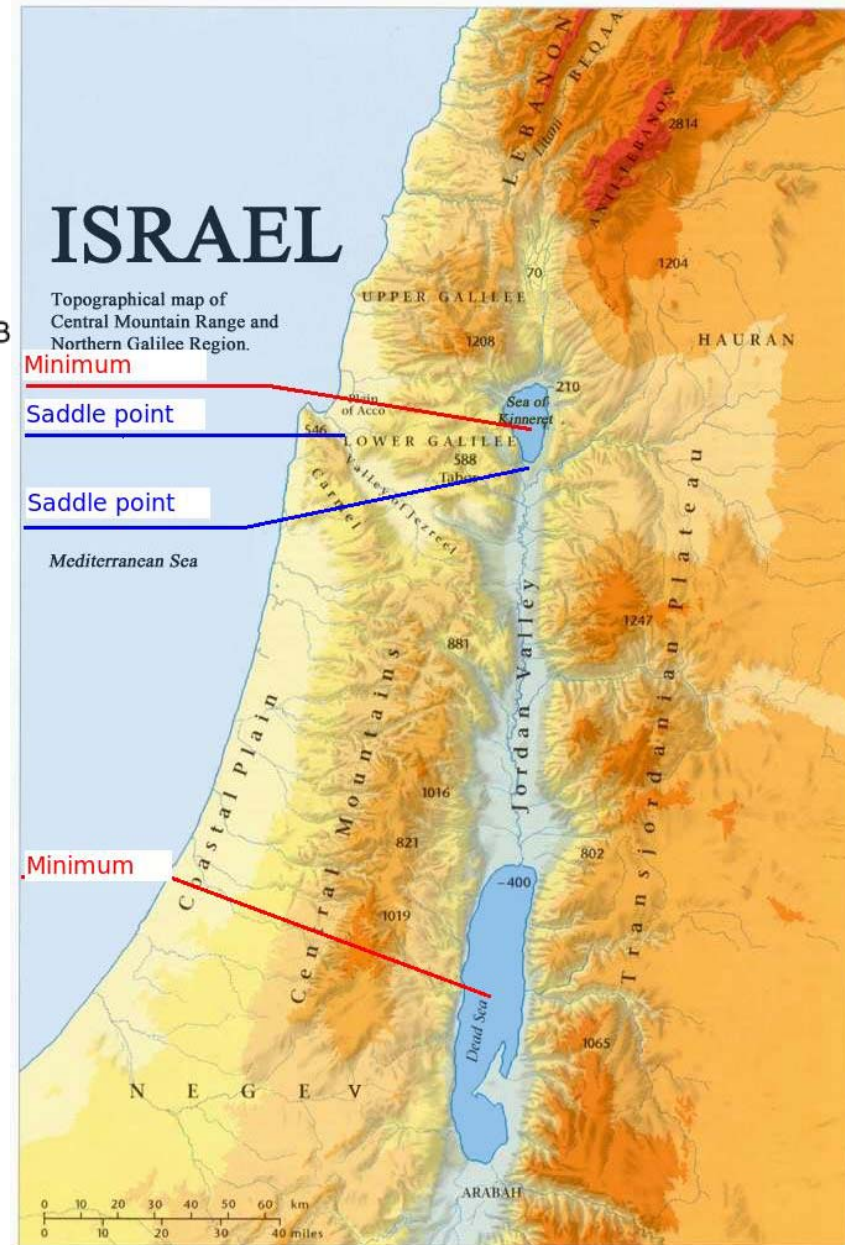 LEBANON
BEQAA
Litani
ANTI LEBANON
2814
ISRAEL
Topographical map of
Central Mountain Range and
Northern Galilee Region.
B
70
1204
UPPER GALILEE
HAURAN
1208
Minimum
210
Plain
of Acco
Sea of
Kinneret
Saddle point
546
LOWER GALILEE
588
Tabor
Carmel
Valley of Jezreel
Saddle point
Mediterranean Sea
Jordan Valley
Transjordanian Plateau
1247
881
Coastal Plain
Central Mountains
1016
821
802
Minimum
-400
1019
Dead Sea
1065
NEGEV
ARABAH
0 10 20 30 40 50 60 km
0 10 20 30 40 miles